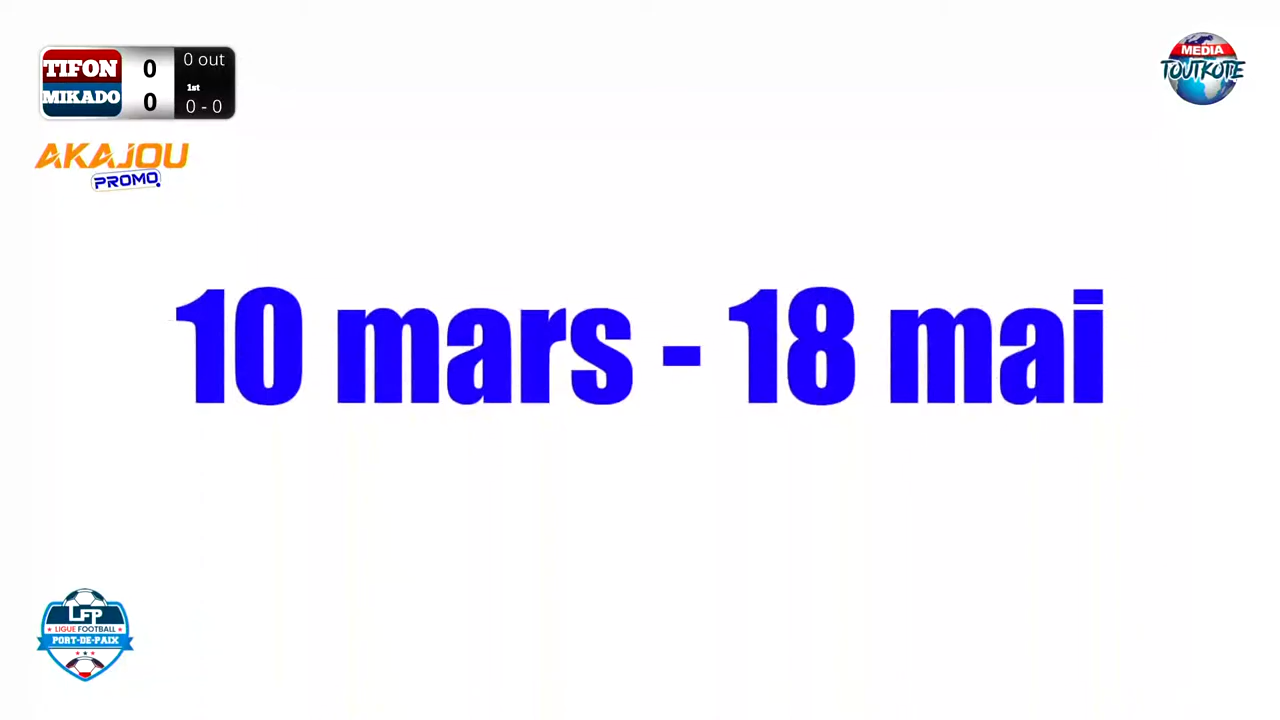 TIFON 0 0 out
1st
MIKADO 0 0 - 0
MEDIA
TOUTKOTE
AKAJOU
PROMO
10 mars - 18 mai
LFP
LIGUE FOOTBALL
PORT-DE-PAIX